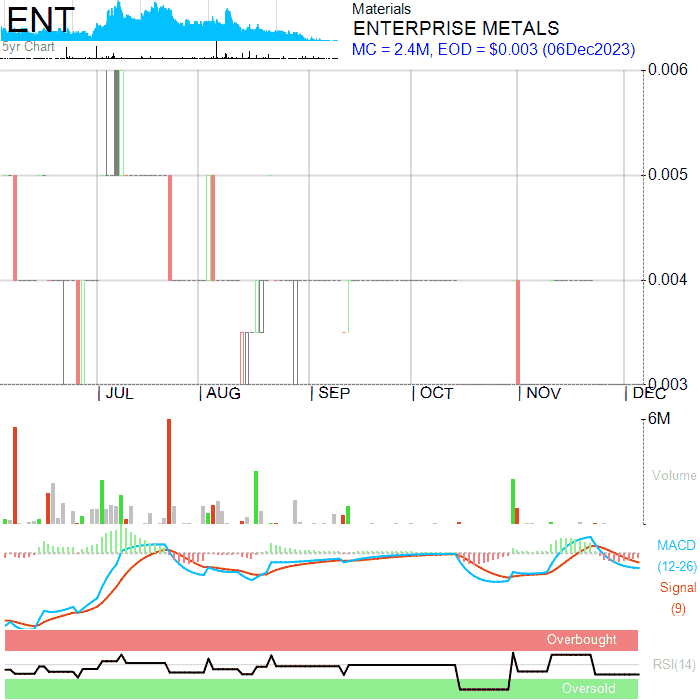 ENT
5yr Chart
Materials
ENTERPRISE METALS
MC = 2.4M, EOD = $0.003 (06Dec2023)
0.006
0.005
0.004
0.003
JUL AUG SEP OCT NOV DEC
6M
Volume
MACD
(12-26)
Signal
(9)
Overbought
RSI(14)
Oversold